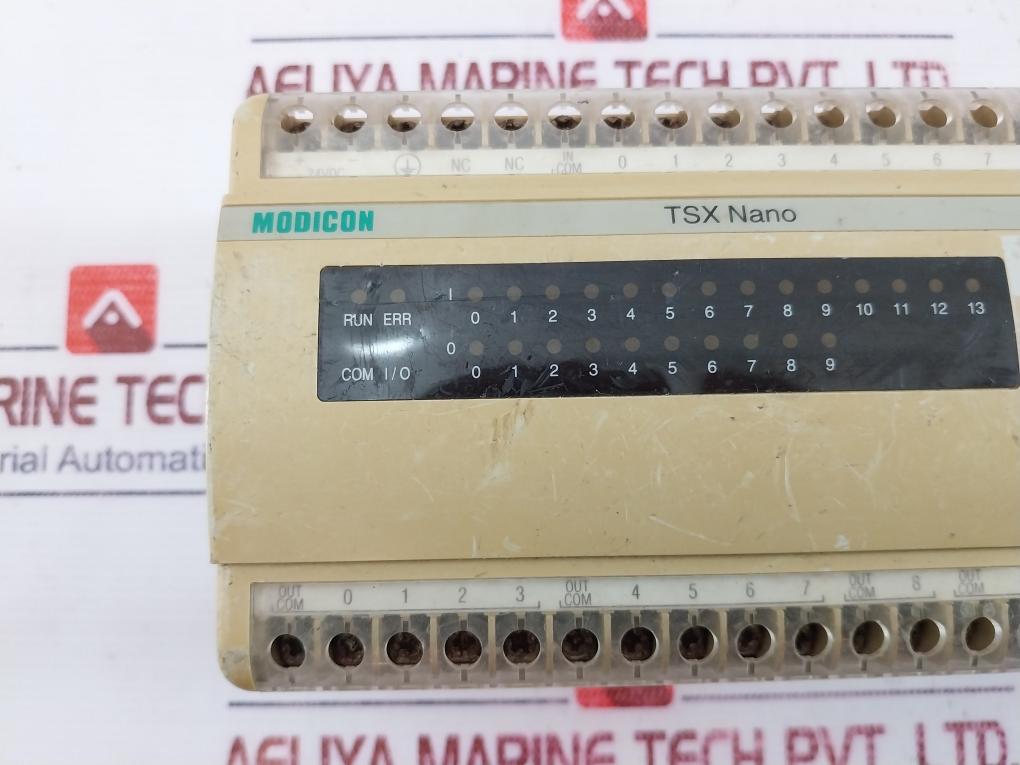 AELIYA MARINE TECH PVT. LTD
+ - 24VDC NC NC IN COM 0 1 2 3 4 5 6 7
MODICON TSX Nano
I
RUN ERR 0 1 2 3 4 5 6 7 8 9 10 11 12 13
0
COM I/O 0 1 2 3 4 5 6 7 8 9
RINE TEC
rial Automati
OUT COM 0 1 2 3 OUT COM 4 5 6 7 OUT COM 8 OUT COM
AELIYA MARINE TECH PVT. LTD